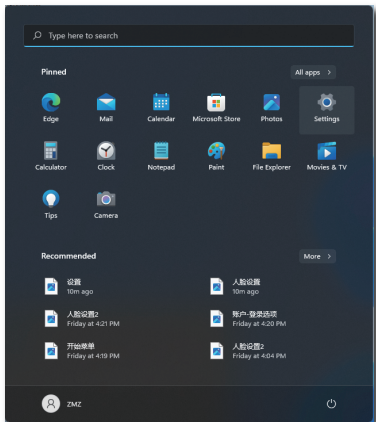 Type here to search
Pinned
All apps >
Edge Mail Calendar Microsoft Store Photos Settings
Calculator Clock Notepad Paint File Explorer Movies & TV
Tips Camera
Recommended
More >
设置 人脸设置
10m ago 10m ago
人脸设置2 账户-登录选项
Friday at 4:21 PM Friday at 4:20 PM
开始菜单 人脸设置2
Friday at 4:19 PM Friday at 4:04 PM
ZMZ